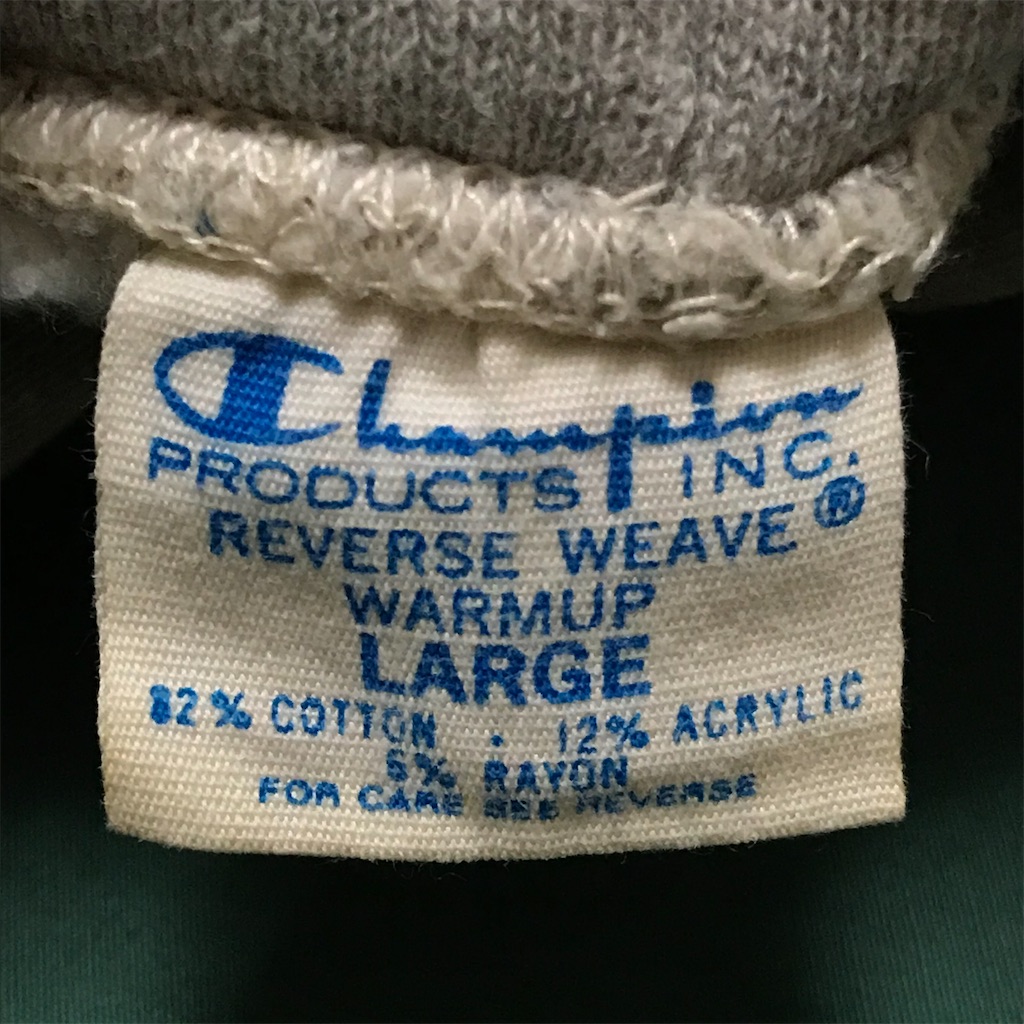 Champion
PRODUCTS INC.
REVERSE WEAVE®
WARMUP
LARGE
82% COTTON . 12% ACRYLIC
6% RAYON
FOR CARE SEE REVERSE